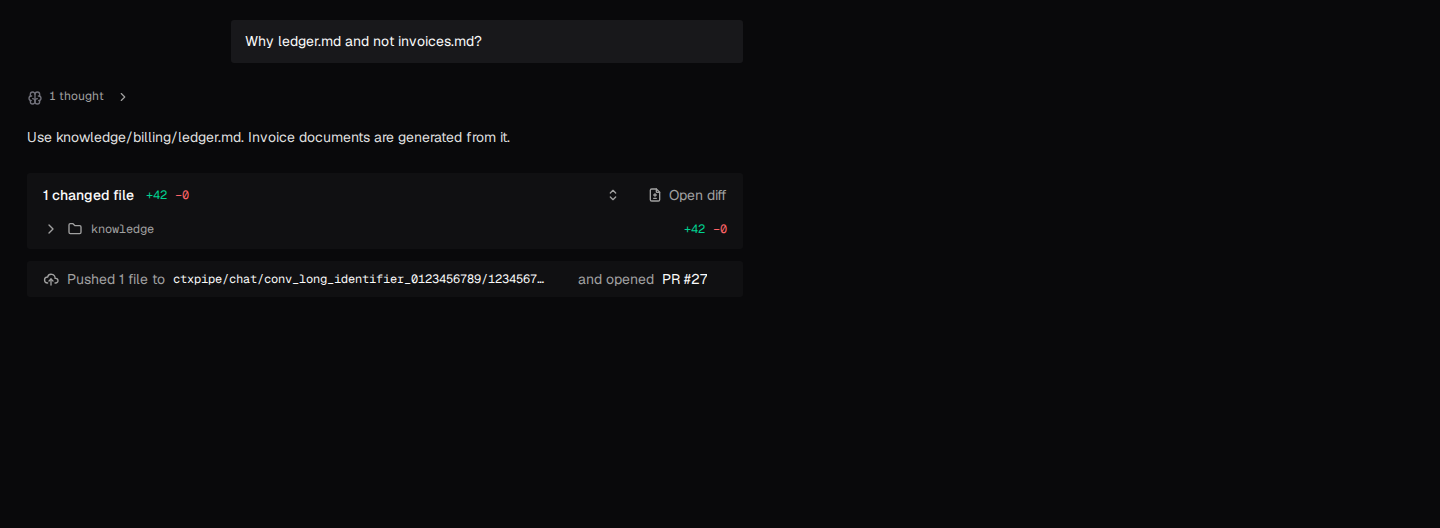 Why ledger.md and not invoices.md?
1 thought
Use knowledge/billing/ledger.md. Invoice documents are generated from it.
1 changed file +42 −0 Open diff
knowledge +42 −0
Pushed 1 file to ctxpipe/chat/conv_long_identifier_0123456789/1234567… and opened PR #27